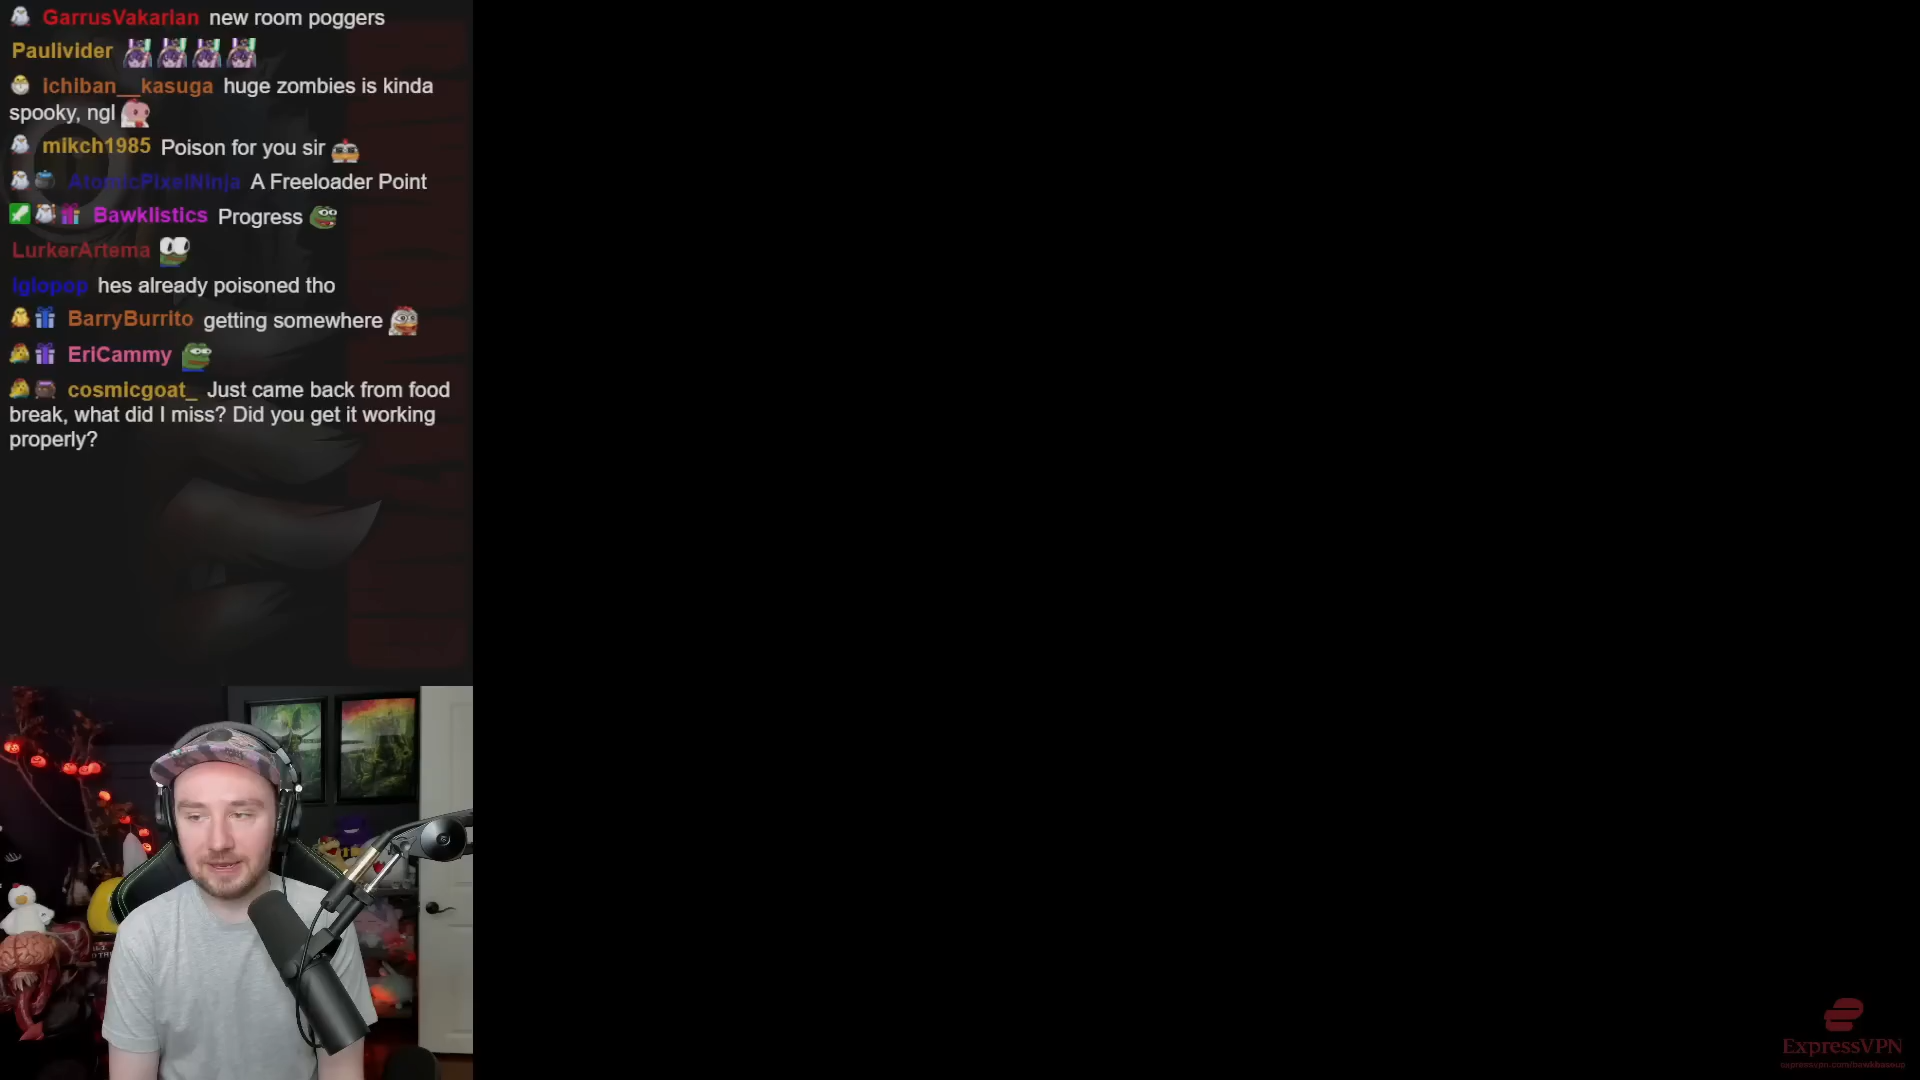 GarrusVakarian new room poggers
Paulivider
Ichiban__kasuga huge zombies is kinda
spooky, ngl
mikch1985 Poison for you sir
AtomicPixelNinja A Freeloader Point
Bawklistics Progress
LurkerArtema
Iglopop hes already poisoned tho
BarryBurrito getting somewhere
EriCammy
cosmicgoat_ Just came back from food
break, what did I miss? Did you get it working
properly?
ExpressVPN